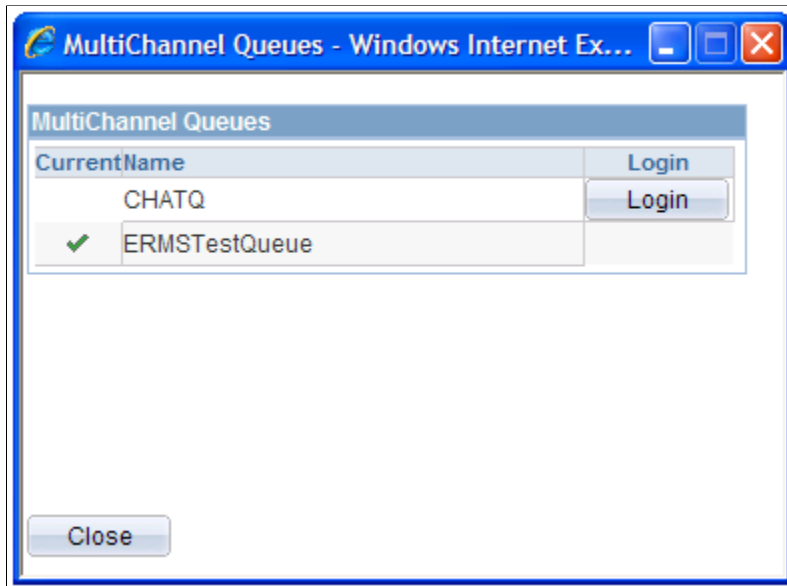 MultiChannel Queues - Windows Internet Ex...
MultiChannel Queues
Current Name Login
CHATQ Login
ERMSTestQueue
Close